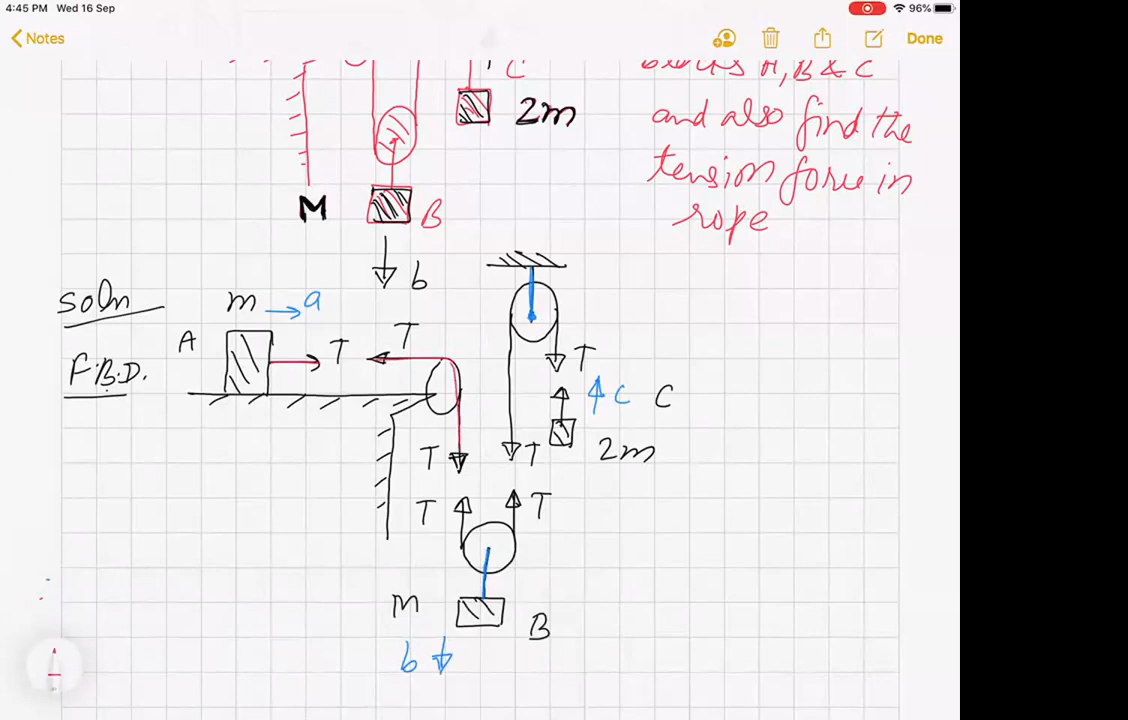 4:45 PM Wed 16 Sep
96%
Notes
Done
C
blocks A, B & C
2m
and also find the
tension force in
rope
M
B
b
Soln
m
a
A
T
T
F.B.D.
T
C
C
T
T
2m
T
T
M
B
b